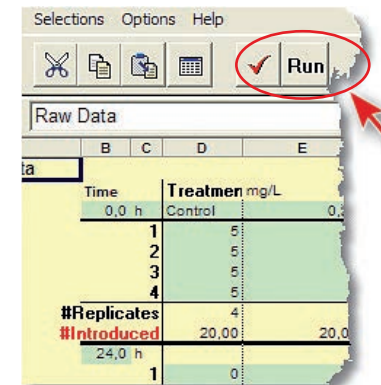 Selections Options Help
Run
Raw Data
B C D E
ta
Time Treatmen mg/L
0,0 h Control 0,
1 5
2 5
3 5
4 5
#Replicates 4
#Introduced 20,00 20,0
24,0 h
1 0